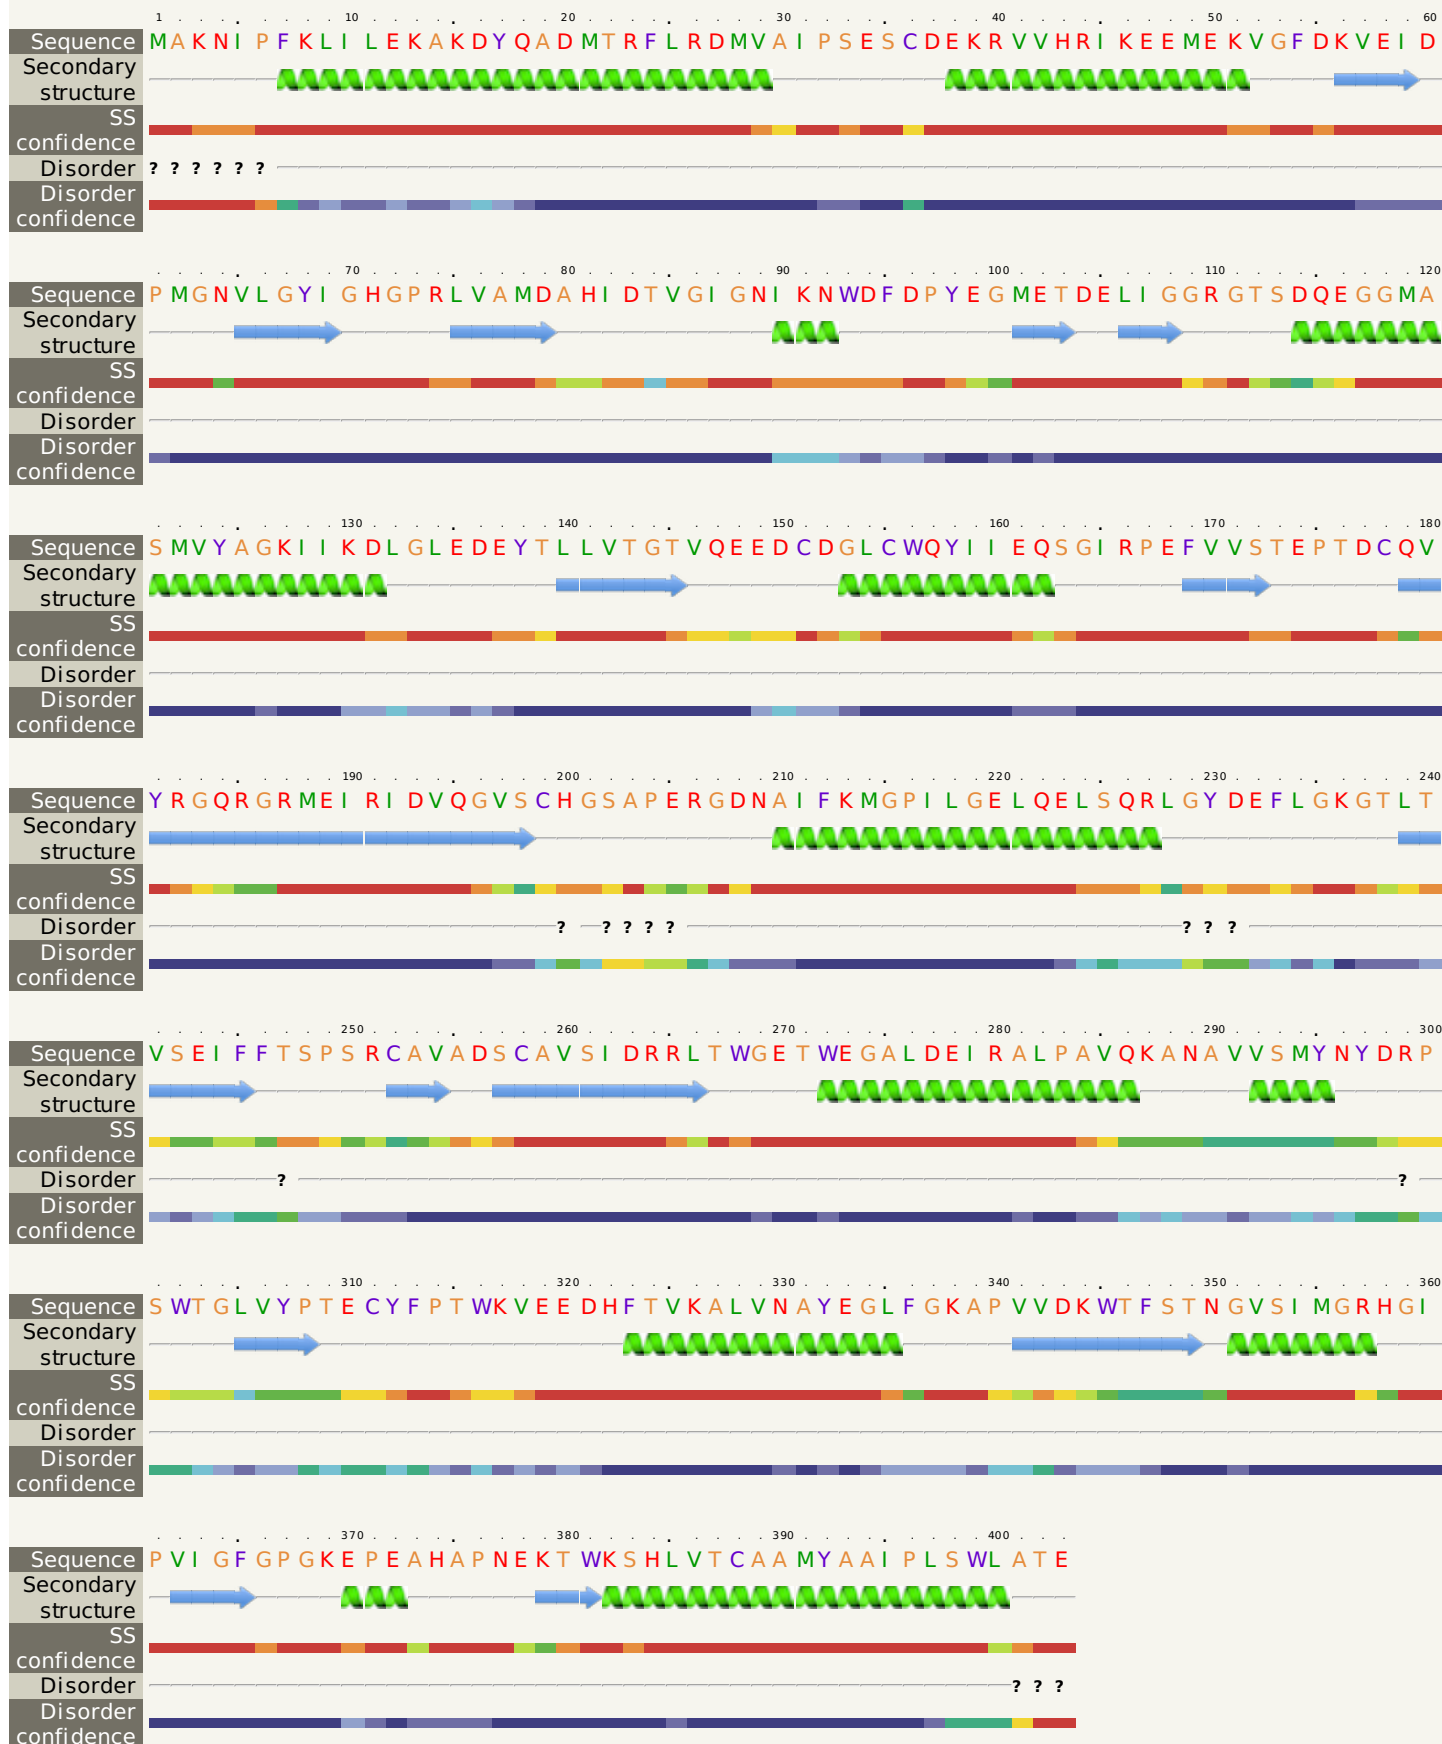 1 10 20 30 40 50 60
Sequence MAKNIPFKLILEKAKDYQADMTRFLRDMVAIPSESCDEKRVVHRIKEEMEKVGFDKVEID
Secondary
structure
SS
confidence
Disorder ? ? ? ? ? ?
Disorder
confidence
70 80 90 100 110 120
Sequence PMGNVLGYIGHGPRLVAMDAHIDTVGIGNIKNWDFDPYEGMETDELIGGRGTSDQEGGMA
Secondary
structure
SS
confidence
Disorder
Disorder
confidence
130 140 150 160 170 180
Sequence SMVYAGKIIKDLGLEDEYTLLVTGTVQEEDCDGLCWQYIIEQSGIRPEFVVSTEPTDCQV
Secondary
structure
SS
confidence
Disorder
Disorder
confidence
190 200 210 220 230 240
Sequence YRGQRGRMEIRIDVQGVSCHGSAPERGDNAIFKMGPILGELQELSQRLGYDEFLGKGTLT
Secondary
structure
SS
confidence
Disorder ? ? ? ? ? ? ? ?
Disorder
confidence
250 260 270 280 290 300
Sequence VSEIFFTSPSRCAVADSCAVSIDRRLTWGETWEGALDEIRALPAVQKANAVVSMYNYDRP
Secondary
structure
SS
confidence
Disorder ? ?
Disorder
confidence
310 320 330 340 350 360
Sequence SWTGLVYPTECYFPTWKVEEDHFTVKALVNAYEGLFGKAPVVDKWTFSTNGVSIMGRHGI
Secondary
structure
SS
confidence
Disorder
Disorder
confidence
370 380 390 400
Sequence PVIGFGPGKEPEAHAPNEKTWKSHLVTCAAMYAAIPLSWLATE
Secondary
structure
SS
confidence
Disorder ? ? ?
Disorder
confidence